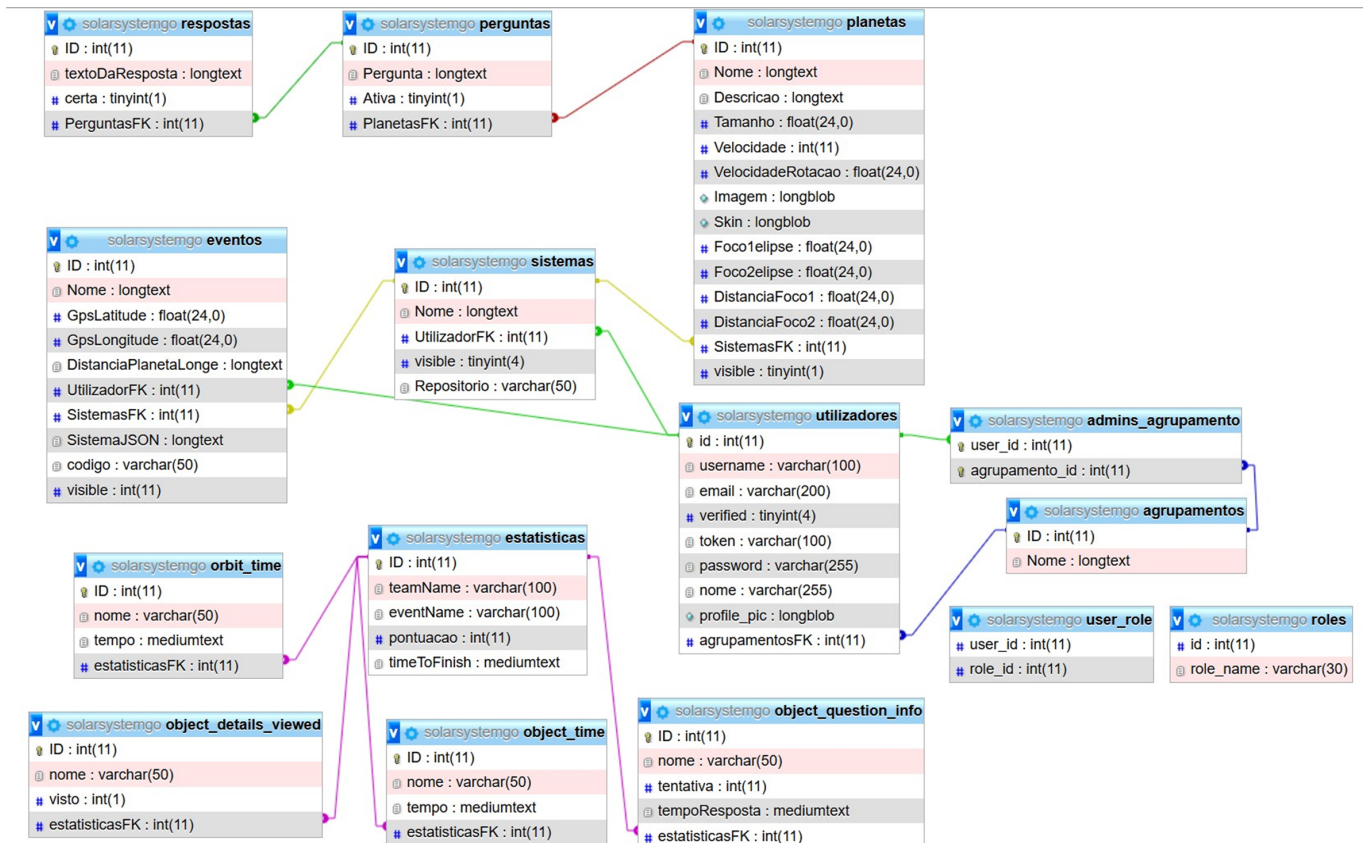 solarsystemgo respostas
ID : int(11)
textoDaResposta : longtext
certa : tinyint(1)
PerguntasFK : int(11)
solarsystemgo perguntas
ID : int(11)
Pergunta : longtext
Ativa : tinyint(1)
PlanetasFK : int(11)
solarsystemgo planetas
ID : int(11)
Nome : longtext
Descricao : longtext
Tamanho : float(24,0)
Velocidade : int(11)
VelocidadeRotacao : float(24,0)
Imagem : longblob
Skin : longblob
Foco1elipse : float(24,0)
Foco2elipse : float(24,0)
DistanciaFoco1 : float(24,0)
DistanciaFoco2 : float(24,0)
SistemasFK : int(11)
visible : tinyint(1)
solarsystemgo eventos
ID : int(11)
Nome : longtext
GpsLatitude : float(24,0)
GpsLongitude : float(24,0)
DistanciaPlanetaLonge : longtext
UtilizadorFK : int(11)
SistemasFK : int(11)
SistemaJSON : longtext
codigo : varchar(50)
visible : int(11)
solarsystemgo sistemas
ID : int(11)
Nome : longtext
UtilizadorFK : int(11)
visible : tinyint(4)
Repositorio : varchar(50)
solarsystemgo utilizadores
id : int(11)
username : varchar(100)
email : varchar(200)
verified : tinyint(4)
token : varchar(100)
password : varchar(255)
nome : varchar(255)
profile_pic : longblob
agrupamentosFK : int(11)
solarsystemgo admins_agrupamento
user_id : int(11)
agrupamento_id : int(11)
solarsystemgo agrupamentos
ID : int(11)
Nome : longtext
solarsystemgo user_role
user_id : int(11)
role_id : int(11)
solarsystemgo roles
id : int(11)
role_name : varchar(30)
solarsystemgo orbit_time
ID : int(11)
nome : varchar(50)
tempo : mediumtext
estatisticasFK : int(11)
solarsystemgo estatisticas
ID : int(11)
teamName : varchar(100)
eventName : varchar(100)
pontuacao : int(11)
timeToFinish : mediumtext
solarsystemgo object_details_viewed
ID : int(11)
nome : varchar(50)
visto : int(1)
estatisticasFK : int(11)
solarsystemgo object_time
ID : int(11)
nome : varchar(50)
tempo : mediumtext
estatisticasFK : int(11)
solarsystemgo object_question_info
ID : int(11)
nome : varchar(50)
tentativa : int(11)
tempoResposta : mediumtext
estatisticasFK : int(11)